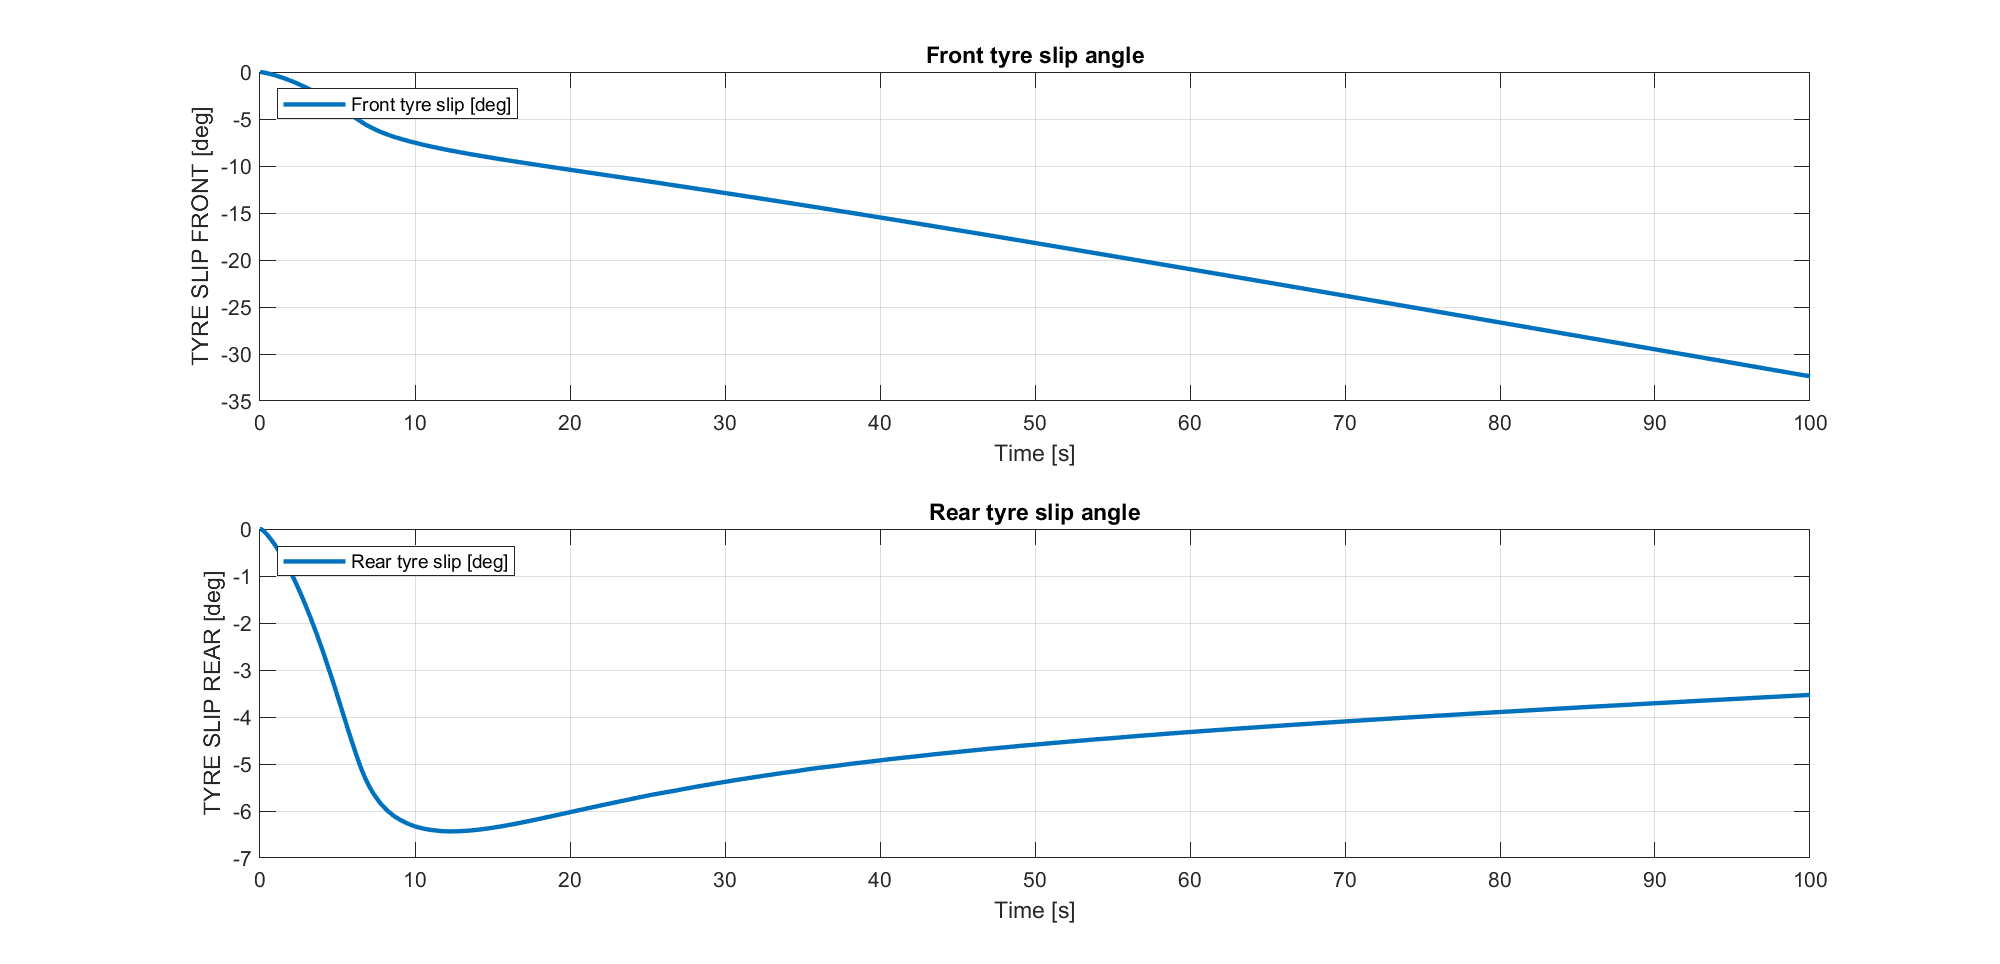 Front tyre slip angle
Front tyre slip [deg]
TYRE SLIP FRONT [deg]
0
-5
-10
-15
-20
-25
-30
-35
0 10 20 30 40 50 60 70 80 90 100
Time [s]
Rear tyre slip angle
Rear tyre slip [deg]
TYRE SLIP REAR [deg]
0
-1
-2
-3
-4
-5
-6
-7
0 10 20 30 40 50 60 70 80 90 100
Time [s]